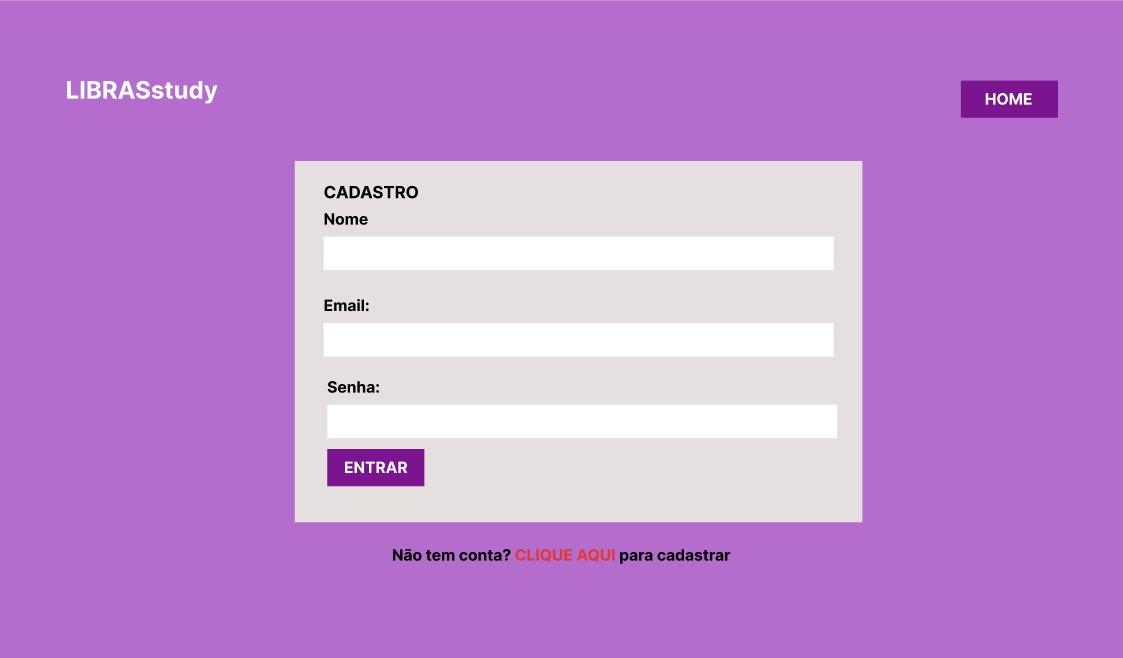 LIBRASstudy
HOME
CADASTRO
Nome
Email:
Senha:
ENTRAR
Não tem conta? CLIQUE AQUI para cadastrar